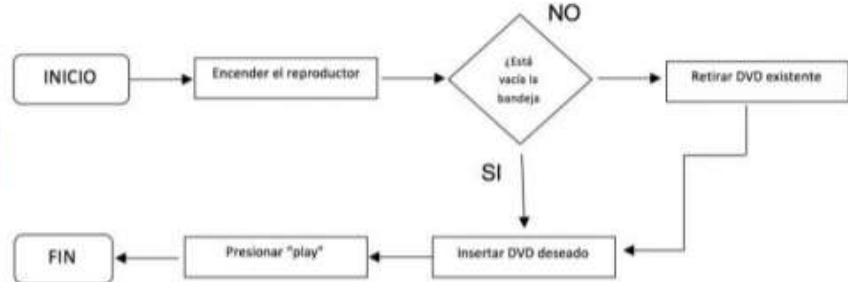 NO
INICIO
Encender el reproductor
¿Está
vacía la
bandeja
Retirar DVD existente
SI
FIN
Presionar "play"
Insertar DVD deseado